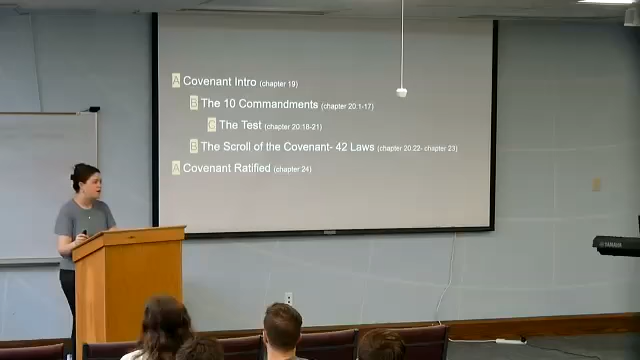 A Covenant Intro (chapter 19)
B The 10 Commandments (chapter 20.1-17)
C The Test (chapter 20:18-21)
B The Scroll of the Covenant- 42 Laws (chapter 20.22- chapter 23)
A Covenant Ratified (chapter 24)
YAMAHA